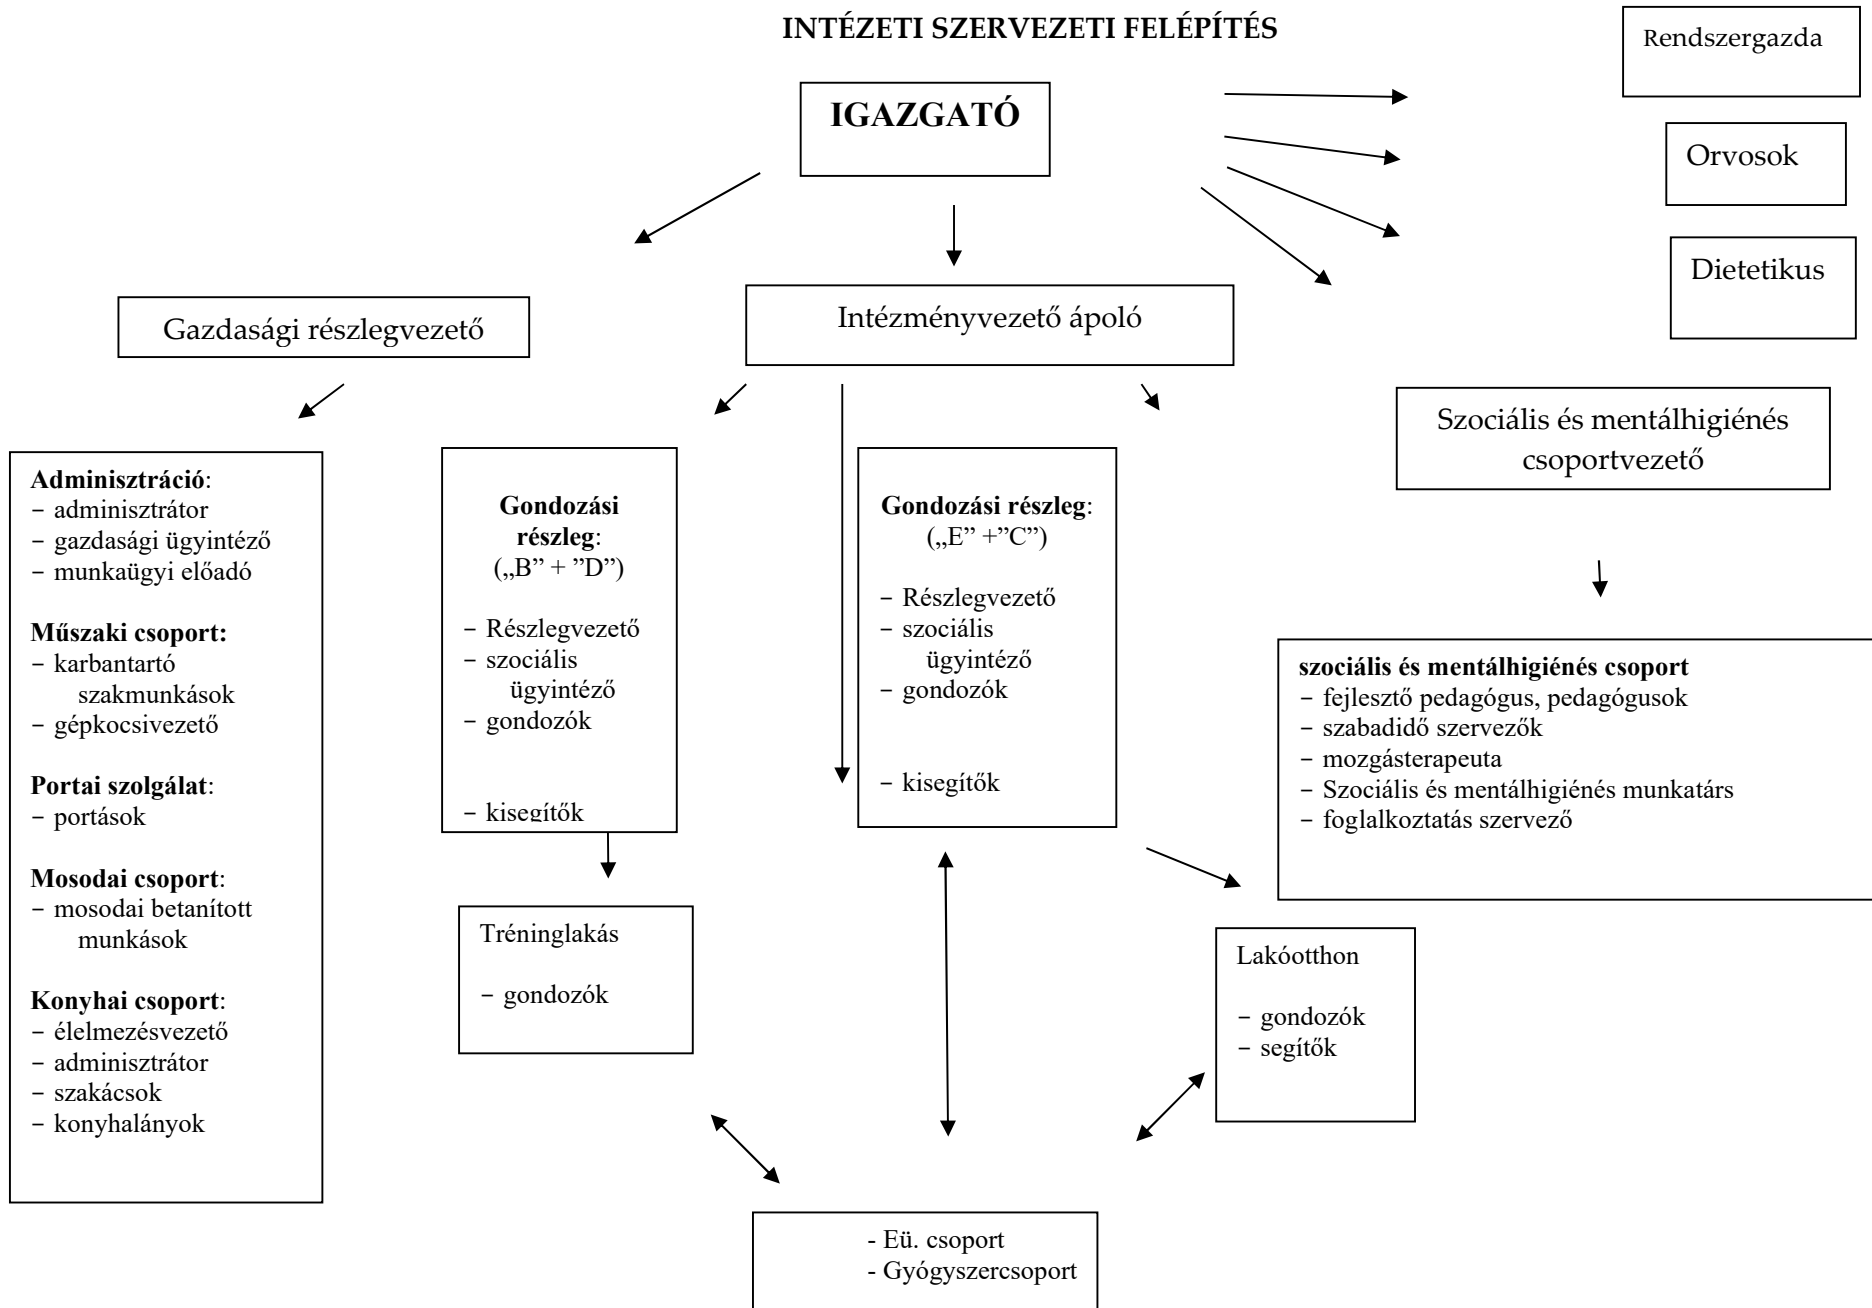 INTÉZETI SZERVEZETI FELÉPÍTÉS
IGAZGATÓ
Rendszergazda
Orvosok
Dietetikus
Gazdasági részlegvezető
Intézményvezető ápoló
Szociális és mentálhigiénés
csoportvezető
Adminisztráció:
− adminisztrátor
− gazdasági ügyintéző
− munkaügyi előadó
Műszaki csoport:
− karbantartó
szakmunkások
− gépkocsivezető
Portai szolgálat:
− portások
Mosodai csoport:
− mosodai betanított
munkások
Konyhai csoport:
− élelmezésvezető
− adminisztrátor
− szakácsok
− konyhalányok
Gondozási
részleg:
(„B” + ”D”)
− Részlegvezető
− szociális
ügyintéző
− gondozók
− kisegítők
Gondozási részleg:
(„E” +”C”)
− Részlegvezető
− szociális
ügyintéző
− gondozók
− kisegítők
szociális és mentálhigiénés csoport
− fejlesztő pedagógus, pedagógusok
− szabadidő szervezők
− mozgásterapeuta
− Szociális és mentálhigiénés munkatárs
− foglalkoztatás szervező
Tréninglakás
− gondozók
Lakóotthon
− gondozók
− segítők
- Eü. csoport
- Gyógyszercsoport